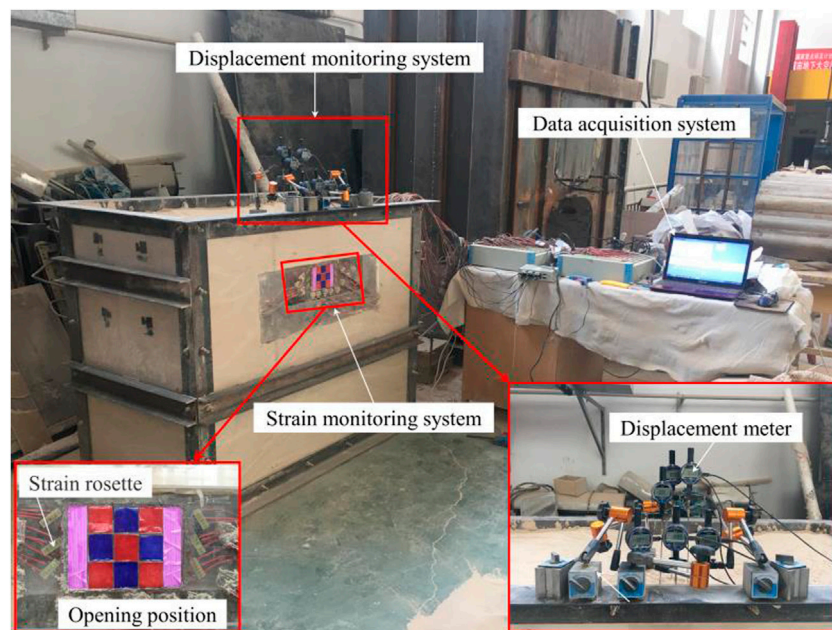 Displacement monitoring system
Data acquisition system
Strain monitoring system
Displacement meter
Strain rosette
Opening position